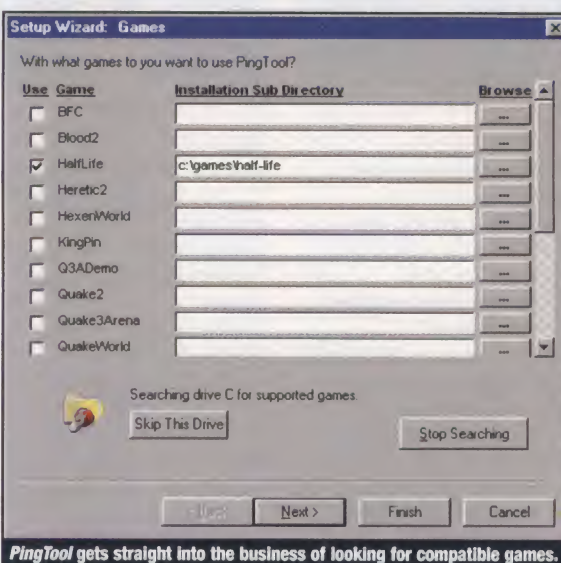 Setup Wizard: Games
With what games to you want to use PingTool?
Use Game Installation Sub Directory Browse
BFC ...
Blood2 ...
HalfLife c:\games\half-life ...
Heretic2 ...
HexenWorld ...
KingPin ...
Q3ADemo ...
Quake2 ...
Quake3Arena ...
QuakeWorld ...
Searching drive C for supported games.
Skip This Drive
Stop Searching
Next > Finish Cancel
PingTool gets straight into the business of looking for compatible games.